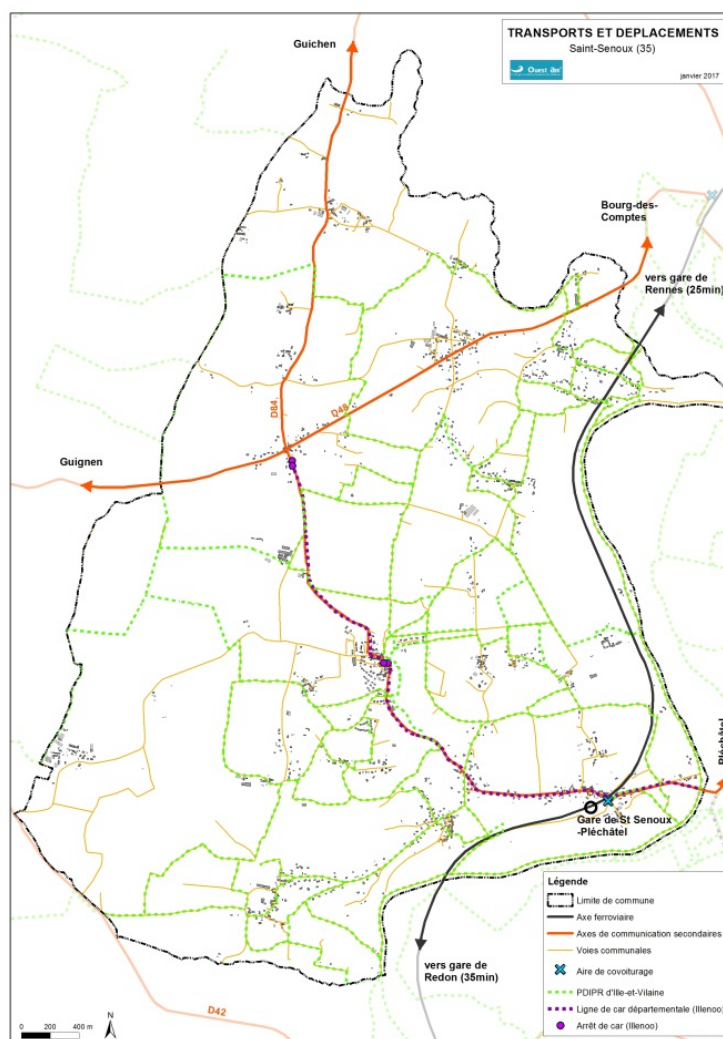 TRANSPORTS ET DEPLACEMENTS
Saint-Senoux (35)
janvier 2017
Guichen
Bourg-des-
Comptes
vers gare de
Rennes (25min)
D84
D48
Guignen
Pléchâtel
Gare de St Senoux
-Pléchâtel
vers gare de
Redon (35min)
D42
Légende
Limite de commune
Axe ferroviaire
Axes de communication secondaires
Voies communales
Aire de covoiturage
PDIPR d'Ille-et-Vilaine
Ligne de car départementale (Illenoo)
Arrêt de car (Illenoo)
0 200 400 m
N